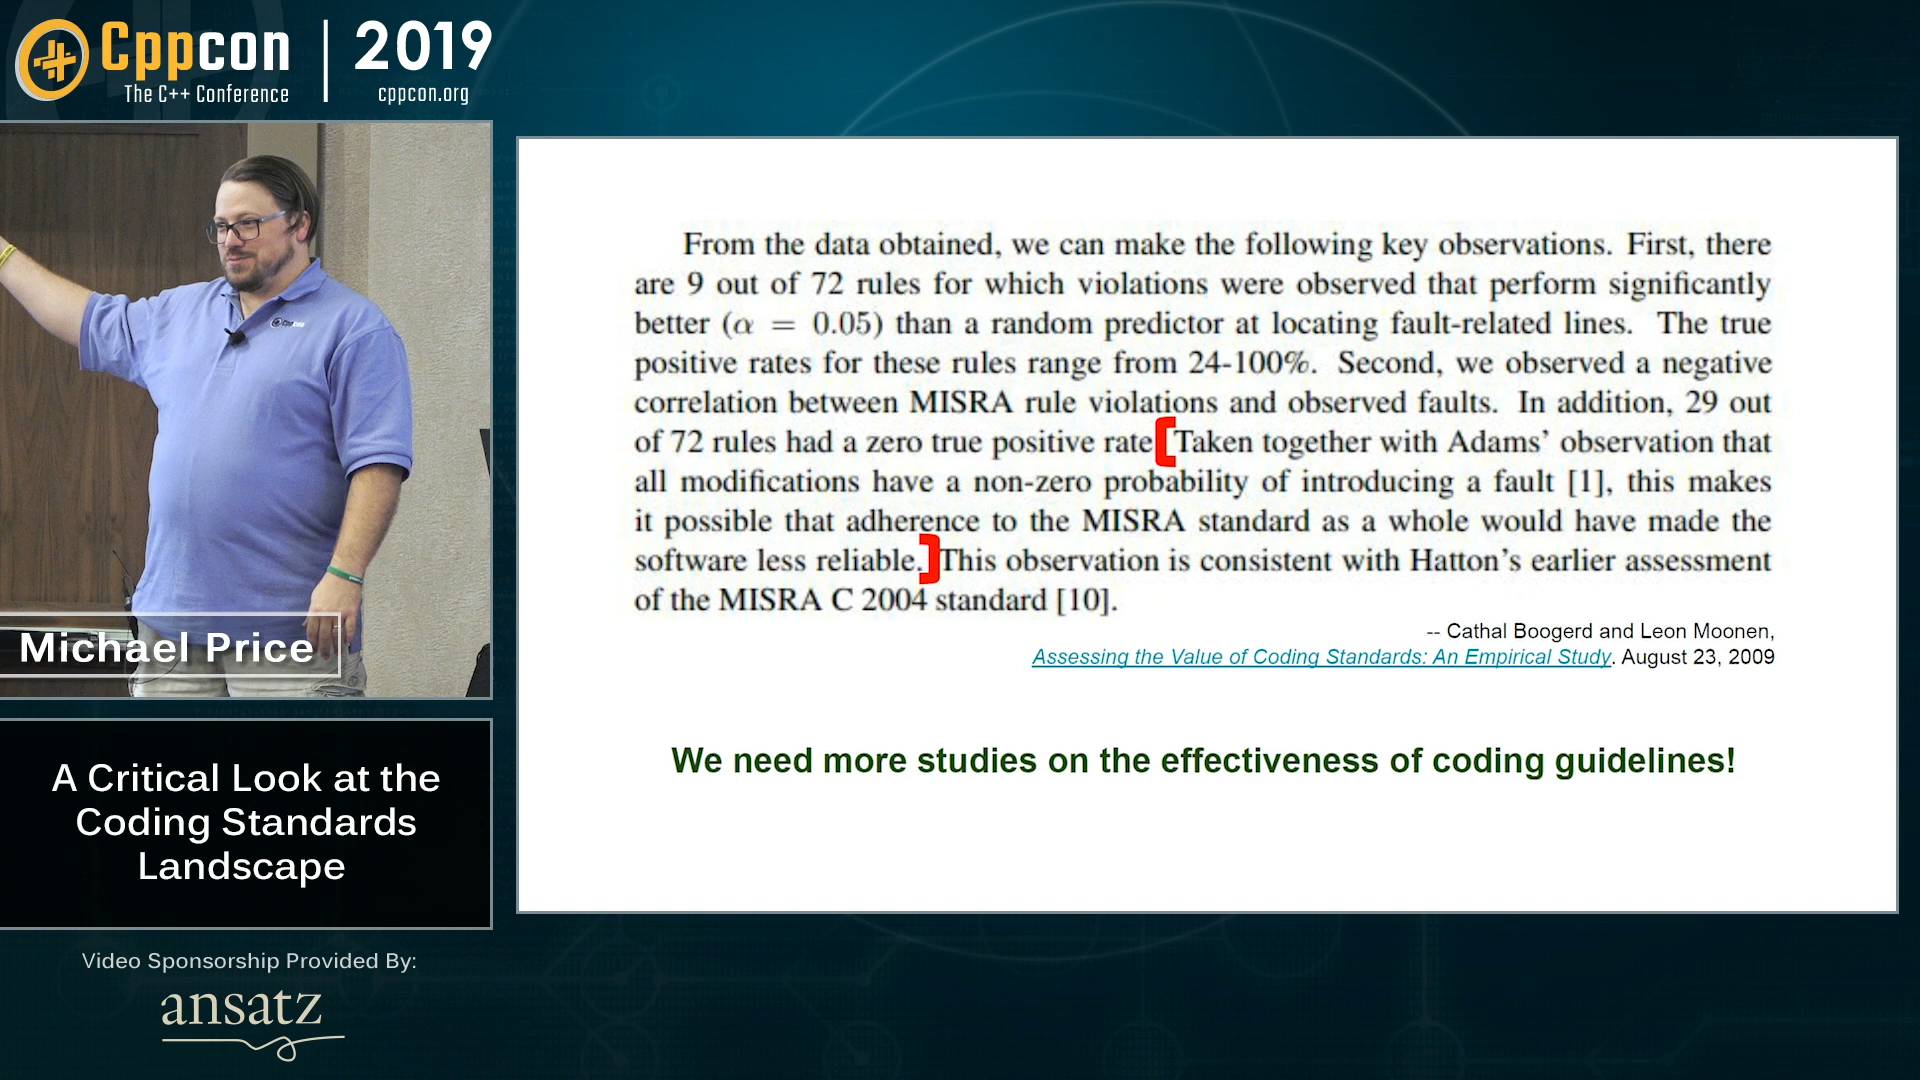 Cppcon
The C++ Conference
2019
cppcon.org
Cppcon
Michael Price
A Critical Look at the
Coding Standards
Landscape
Video Sponsorship Provided By:
ansatz
From the data obtained, we can make the following key observations. First, there
are 9 out of 72 rules for which violations were observed that perform significantly
better (α = 0.05) than a random predictor at locating fault-related lines. The true
positive rates for these rules range from 24-100%. Second, we observed a negative
correlation between MISRA rule violations and observed faults. In addition, 29 out
of 72 rules had a zero true positive rate [Taken together with Adams’ observation that
all modifications have a non-zero probability of introducing a fault [1], this makes
it possible that adherence to the MISRA standard as a whole would have made the
software less reliable.] This observation is consistent with Hatton’s earlier assessment
of the MISRA C 2004 standard [10].
-- Cathal Boogerd and Leon Moonen,
Assessing the Value of Coding Standards: An Empirical Study. August 23, 2009
We need more studies on the effectiveness of coding guidelines!